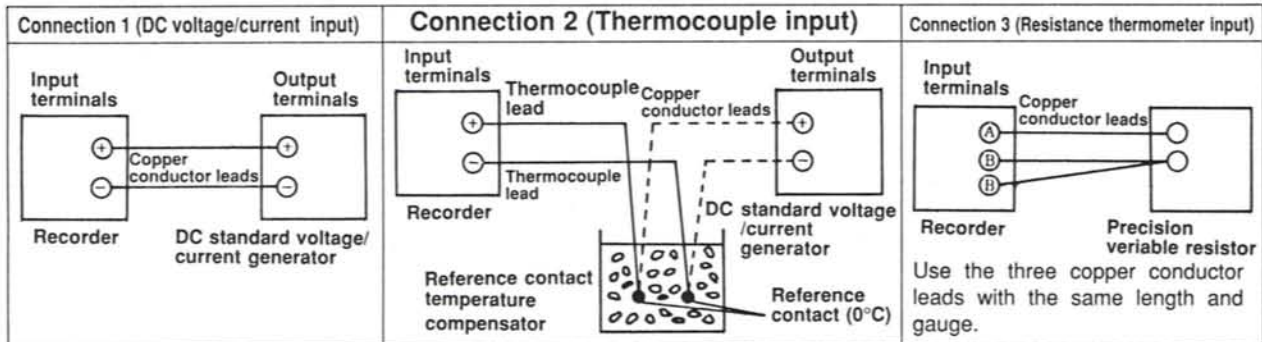 Connection 1 (DC voltage/current input)
Input
terminals
Output
terminals
+
+
Copper
conductor leads
−
−
Recorder
DC standard voltage/
current generator
Connection 2 (Thermocouple input)
Input
terminals
Thermocouple
lead
Copper
conductor leads
Output
terminals
+
+
−
−
Thermocouple
lead
Recorder
DC standard voltage
/current
generator
Reference contact
temperature
compensator
Reference
contact (0°C)
Connection 3 (Resistance thermometer input)
Input
terminals
Copper
conductor leads
A
B
B
Recorder
Precision
veriable resistor
Use the three copper conductor
leads with the same length and
gauge.